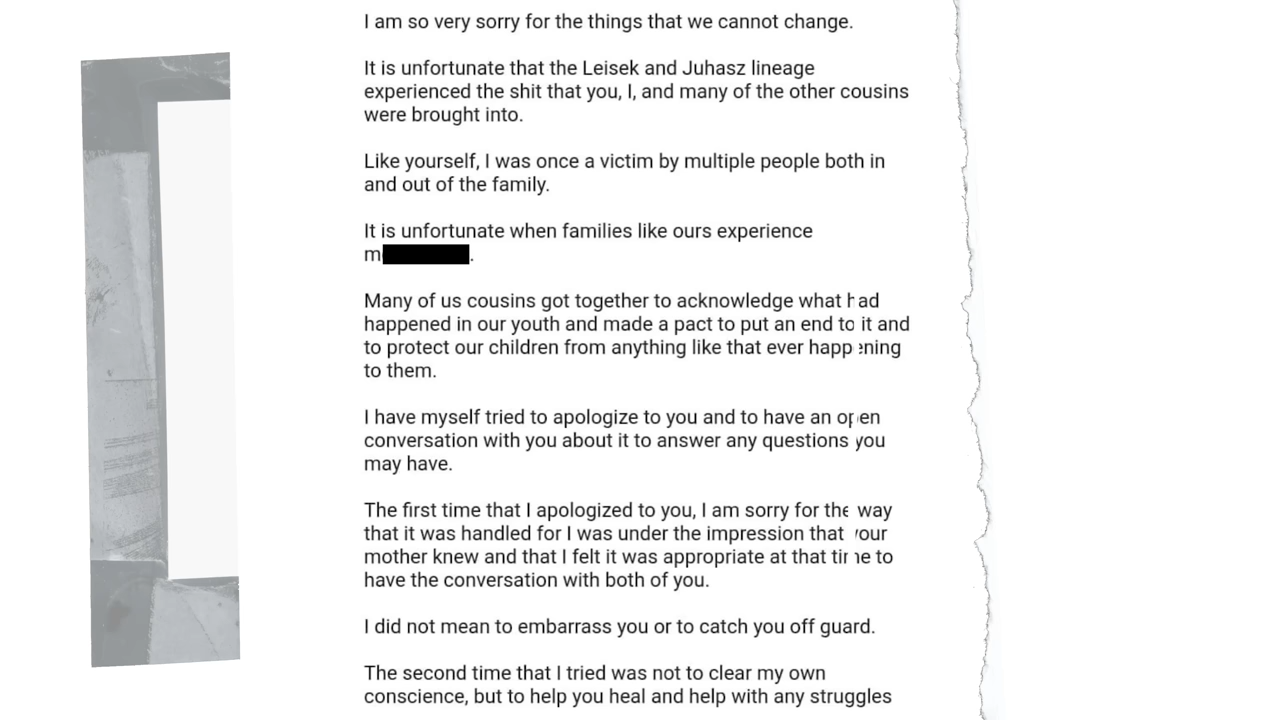 I am so very sorry for the things that we cannot change.
It is unfortunate that the Leisek and Juhasz lineage
experienced the shit that you, I, and many of the other cousins
were brought into.
Like yourself, I was once a victim by multiple people both in
and out of the family.
It is unfortunate when families like ours experience
m.
Many of us cousins got together to acknowledge what had
happened in our youth and made a pact to put an end to it and
to protect our children from anything like that ever happening
to them.
I have myself tried to apologize to you and to have an open
conversation with you about it to answer any questions you
may have.
The first time that I apologized to you, I am sorry for the way
that it was handled for I was under the impression that your
mother knew and that I felt it was appropriate at that time to
have the conversation with both of you.
I did not mean to embarrass you or to catch you off guard.
The second time that I tried was not to clear my own
conscience, but to help you heal and help with any struggles